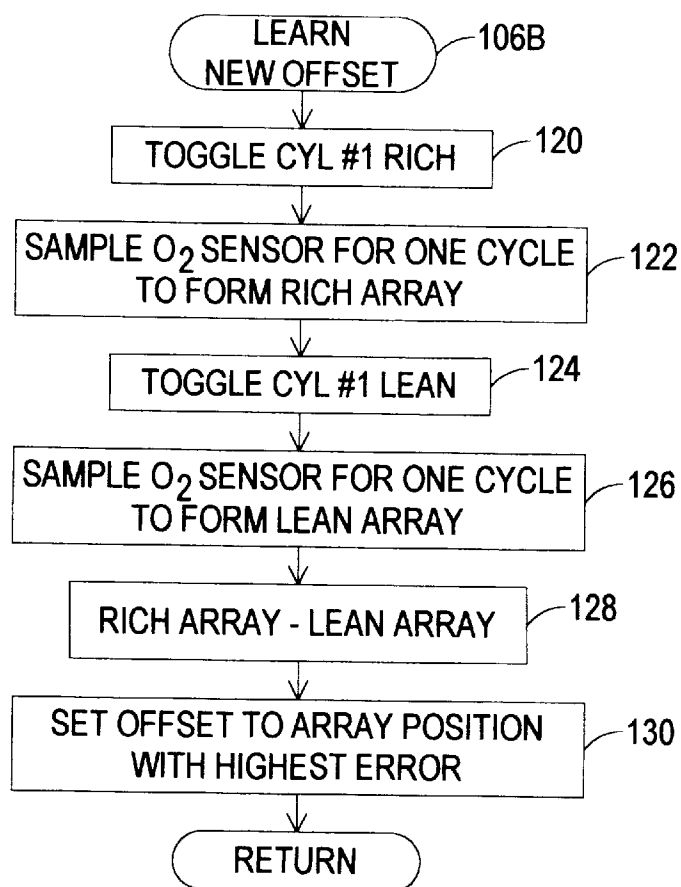 LEARN
NEW OFFSET
106B
TOGGLE CYL #1 RICH
120
SAMPLE O2 SENSOR FOR ONE CYCLE
TO FORM RICH ARRAY
122
TOGGLE CYL #1 LEAN
124
SAMPLE O2 SENSOR FOR ONE CYCLE
TO FORM LEAN ARRAY
126
RICH ARRAY - LEAN ARRAY
128
SET OFFSET TO ARRAY POSITION
WITH HIGHEST ERROR
130
RETURN